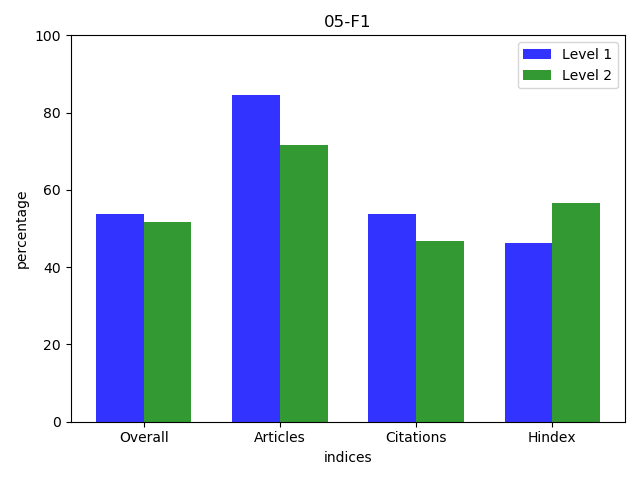 05-F1
100
80
60
40
20
0
percentage
Level 1
Level 2
Overall
Articles
Citations
Hindex
indices